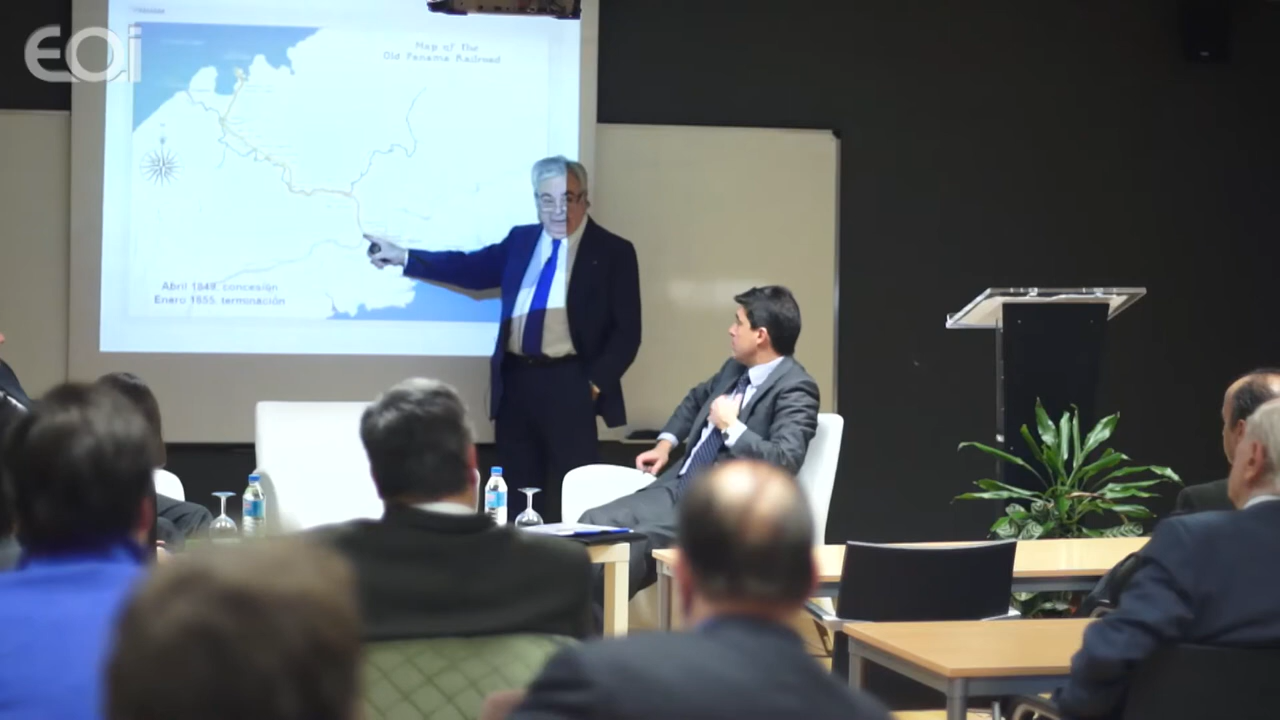 EOi
Map of the
Old Panama Railroad
Abril 1849, concesión
Enero 1855, terminación